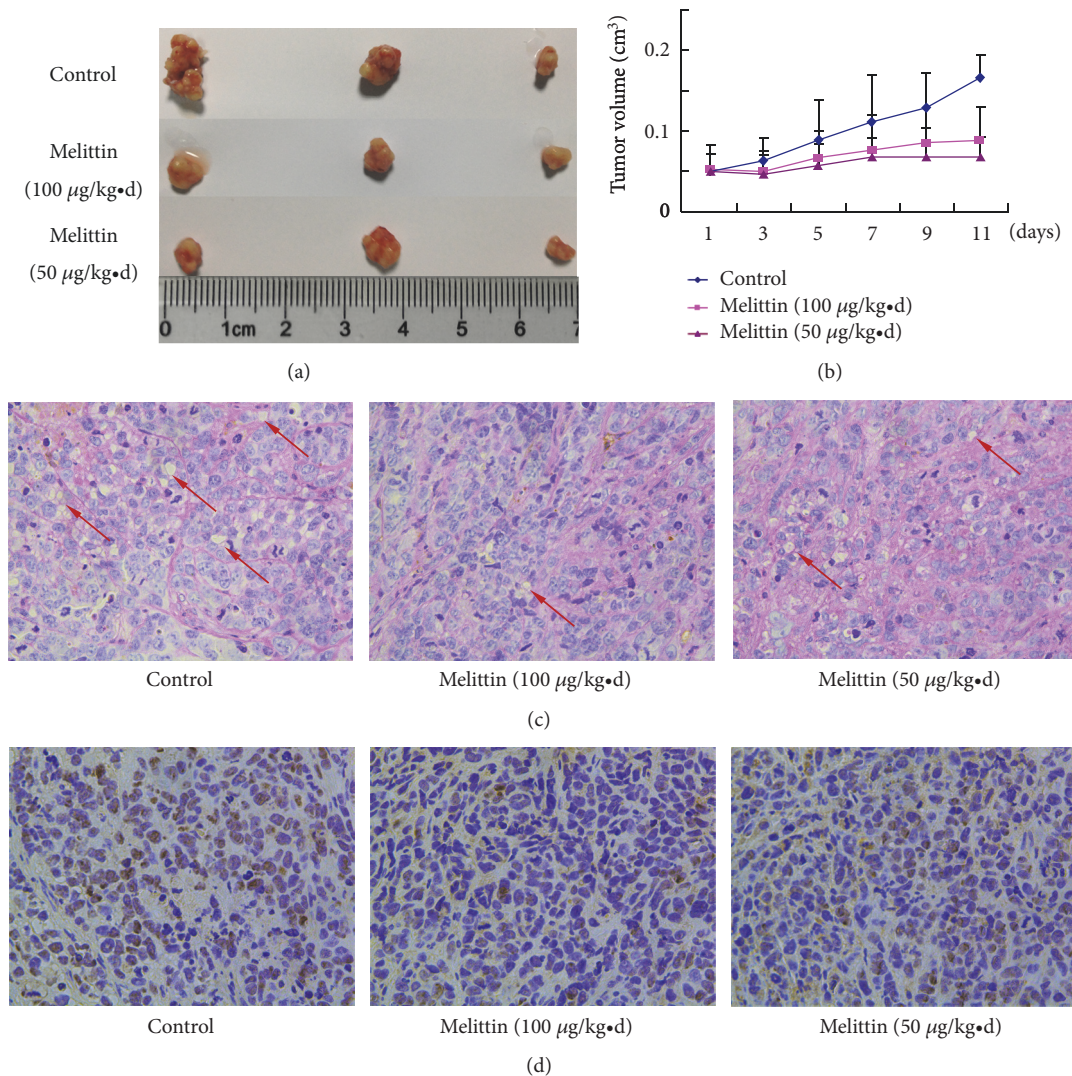 Control
Melittin
(100 μg/kg•d)
Melittin
(50 μg/kg•d)
0 1cm 2 3 4 5 6 7
(a)
Tumor volume (cm³)
0.2
0.1
0
1 3 5 7 9 11 (days)
Control
Melittin (100 μg/kg•d)
Melittin (50 μg/kg•d)
(b)
Control
Melittin (100 μg/kg•d)
Melittin (50 μg/kg•d)
(c)
Control
Melittin (100 μg/kg•d)
Melittin (50 μg/kg•d)
(d)